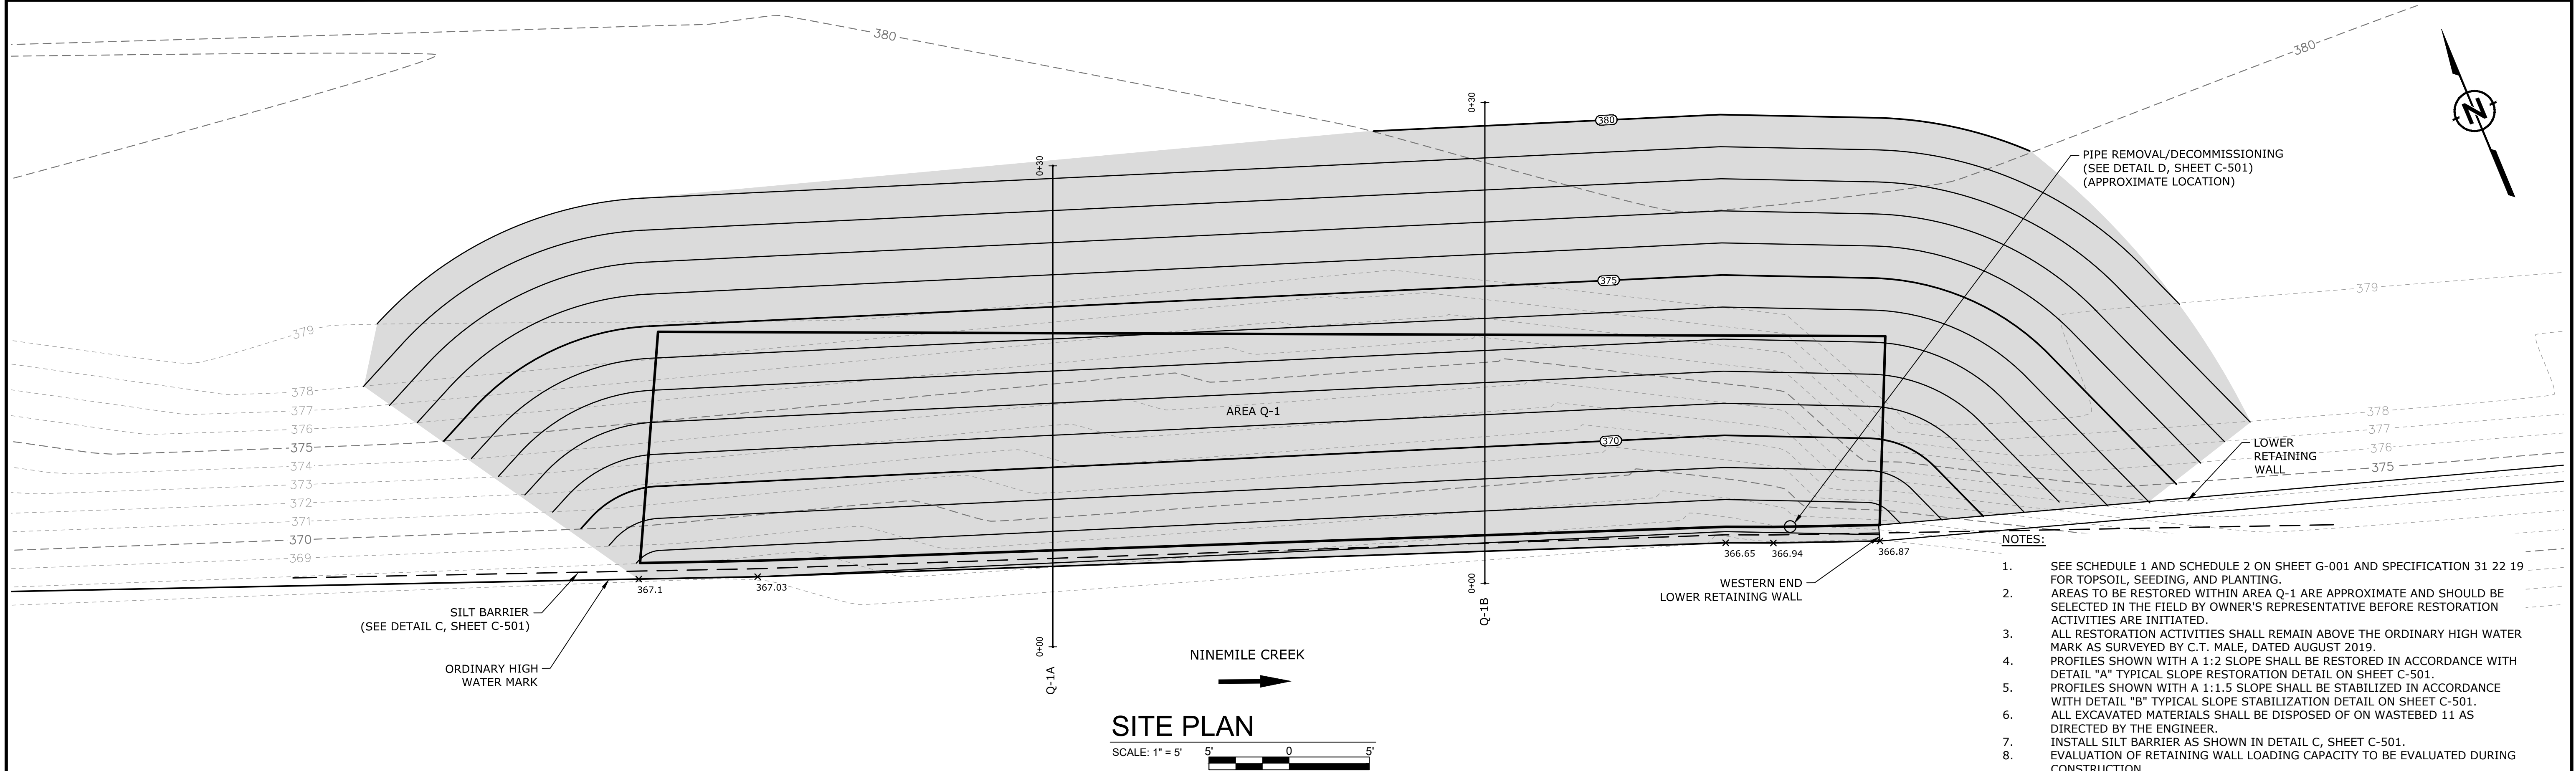 380
380
N
0+30
380
0+30
PIPE REMOVAL/DECOMMISSIONING
(SEE DETAIL D, SHEET C-501)
(APPROXIMATE LOCATION)
375
379
379
378
377
376
375
374
373
372
371
370
369
AREA Q-1
370
378
377
376
375
LOWER
RETAINING
WALL
367.1
367.03
366.65
366.94
366.87
WESTERN END
LOWER RETAINING WALL
SILT BARRIER
(SEE DETAIL C, SHEET C-501)
ORDINARY HIGH
WATER MARK
0+00
Q-1A
0+00
Q-1B
NINEMILE CREEK
SITE PLAN
SCALE: 1" = 5'
5'
0
5'
NOTES:
1. SEE SCHEDULE 1 AND SCHEDULE 2 ON SHEET G-001 AND SPECIFICATION 31 22 19
FOR TOPSOIL, SEEDING, AND PLANTING.
2. AREAS TO BE RESTORED WITHIN AREA Q-1 ARE APPROXIMATE AND SHOULD BE
SELECTED IN THE FIELD BY OWNER'S REPRESENTATIVE BEFORE RESTORATION
ACTIVITIES ARE INITIATED.
3. ALL RESTORATION ACTIVITIES SHALL REMAIN ABOVE THE ORDINARY HIGH WATER
MARK AS SURVEYED BY C.T. MALE, DATED AUGUST 2019.
4. PROFILES SHOWN WITH A 1:2 SLOPE SHALL BE RESTORED IN ACCORDANCE WITH
DETAIL "A" TYPICAL SLOPE RESTORATION DETAIL ON SHEET C-501.
5. PROFILES SHOWN WITH A 1:1.5 SLOPE SHALL BE STABILIZED IN ACCORDANCE
WITH DETAIL "B" TYPICAL SLOPE STABILIZATION DETAIL ON SHEET C-501.
6. ALL EXCAVATED MATERIALS SHALL BE DISPOSED OF ON WASTEBED 11 AS
DIRECTED BY THE ENGINEER.
7. INSTALL SILT BARRIER AS SHOWN IN DETAIL C, SHEET C-501.
8. EVALUATION OF RETAINING WALL LOADING CAPACITY TO BE EVALUATED DURING
CONSTRUCTION